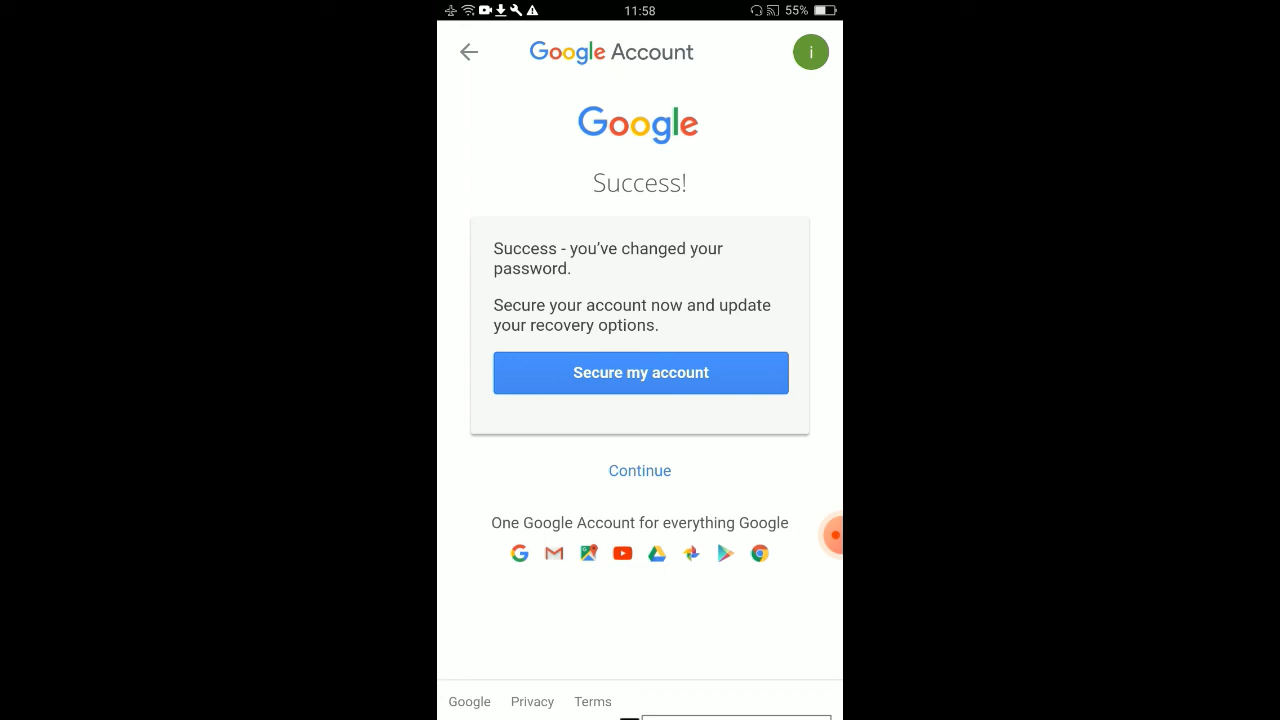 11:58
55%
Google Account
i
Google
Success!
Success - you’ve changed your
password.
Secure your account now and update
your recovery options.
Secure my account
Continue
One Google Account for everything Google
Google Privacy Terms